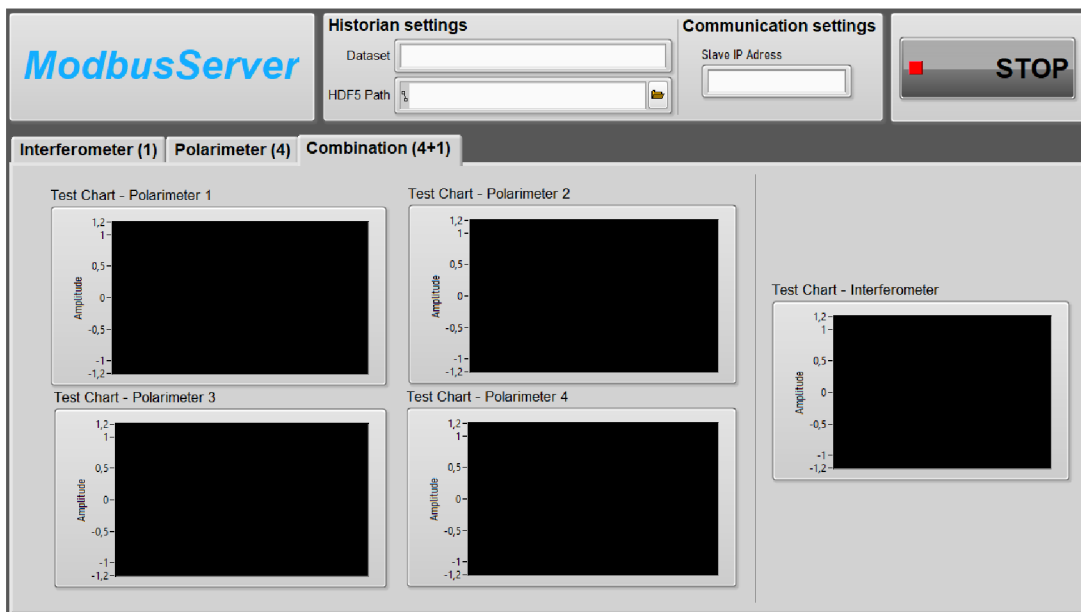 ModbusServer
Historian settings
Dataset
HDF5 Path
Communication settings
Slave IP Adress
STOP
Interferometer (1)
Polarimeter (4)
Combination (4+1)
Test Chart - Polarimeter 1
Amplitude
1,2
1
0,5
0
-0,5
-1
-1,2
Test Chart - Polarimeter 2
Amplitude
1,2
1
0,5
0
-0,5
-1
-1,2
Test Chart - Polarimeter 3
Amplitude
1,2
1
0,5
0
-0,5
-1
-1,2
Test Chart - Polarimeter 4
Amplitude
1,2
1
0,5
0
-0,5
-1
-1,2
Test Chart - Interferometer
Amplitude
1,2
1
0,5
0
-0,5
-1
-1,2